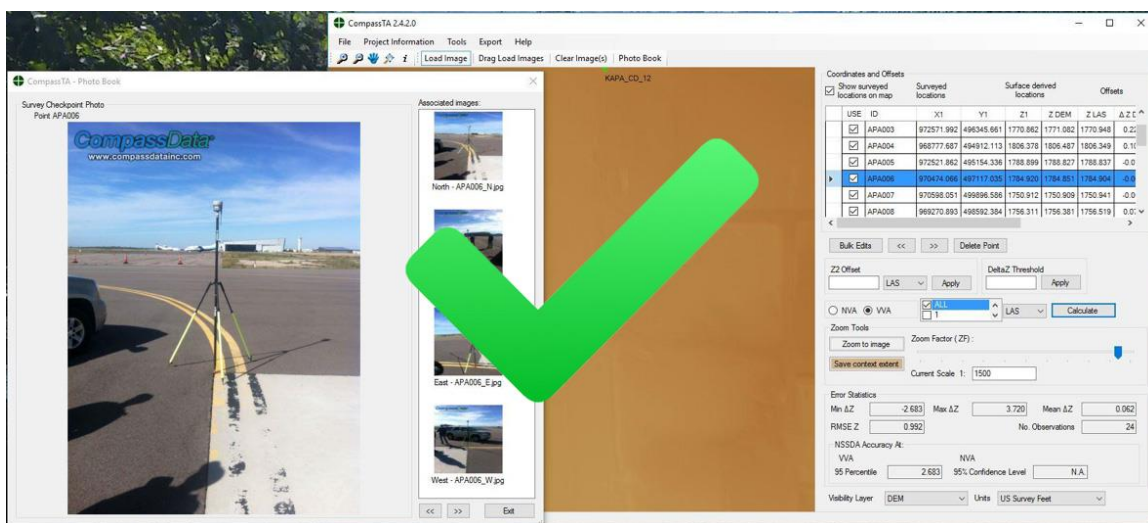 CompassTA 2.4.2.0
File Project Information Tools Export Help
i Load Image Drag Load Images Clear Image(s) Photo Book
CompassTA - Photo Book
Survey Checkpoint Photo
Point APA006
CompassData®
www.compassdatainc.com
Associated images:
North - APA006_N.jpg
East - APA006_E.jpg
West - APA006_W.jpg
<< >> Exit
KAPA_CD_12
Coordinates and Offsets
Show surveyed locations on map
Surveyed locations
Surface derived locations
Offsets
USE ID X1 Y1 Z1 Z DEM Z LAS
APA003 972571.992 496345.661 1770.862 1771.082 1770.948
APA004 968777.687 494912.113 1806.378 1806.487 1806.349
APA005 972521.862 495154.336 1788.899 1788.827 1788.837
APA006 970474.066 497117.035 1784.920 1784.851 1784.904
APA007 970598.051 499896.586 1750.912 1750.909 1750.941
APA008 969270.893 498592.384 1756.311 1756.381 1756.519
Bulk Edits << >> Delete Point
Z2 Offset
LAS Apply
DeltaZ Threshold
Apply
NVA VVA
ALL
1
LAS Calculate
Zoom Tools
Zoom to image
Zoom Factor ( ZF) :
Save context extent
Current Scale 1: 1500
Error Statistics
Min ΔZ -2.683 Max ΔZ 3.720 Mean ΔZ 0.062
RMSE Z 0.992 No. Observations 24
NSSDA Accuracy At:
VVA NVA
95 Percentile 2.683 95% Confidence Level N.A.
Visibility Layer DEM Units US Survey Feet